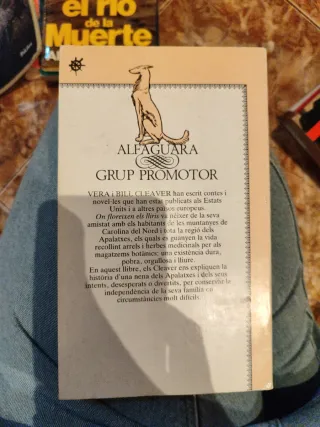 el río
de la
Muerte
ALFAGUARA
GRUP PROMOTOR
VERA i BILL CLEAVER han escrit contes i
novel·les que han estat publicats als Estats
Units i a altres països europeus.
On floreixen els lliris va néixer de la seva
amistat amb els habitants de les muntanyes de
Carolina del Nord i tota la regió dels
Apalatxes, els quals es guanyen la vida
recollint arrels i herbes medicinals per als
magatzems botànics: una existència dura,
pobra, orgullosa i lliure.
En aquest llibre, els Cleaver ens expliquen la
història d'una nena dels Apalatxes i dels seus
intents, desesperats o divertits, per conservar la
independència de la seva família en
circumstàncies molt difícils.